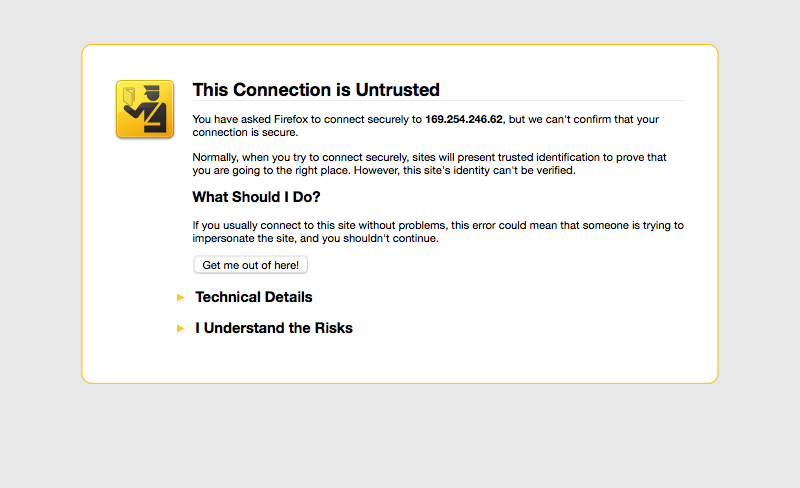 This Connection is Untrusted
You have asked Firefox to connect securely to 169.254.246.62, but we can't confirm that your
connection is secure.
Normally, when you try to connect securely, sites will present trusted identification to prove that
you are going to the right place. However, this site's identity can't be verified.
What Should I Do?
If you usually connect to this site without problems, this error could mean that someone is trying to
impersonate the site, and you shouldn't continue.
Get me out of here!
Technical Details
I Understand the Risks